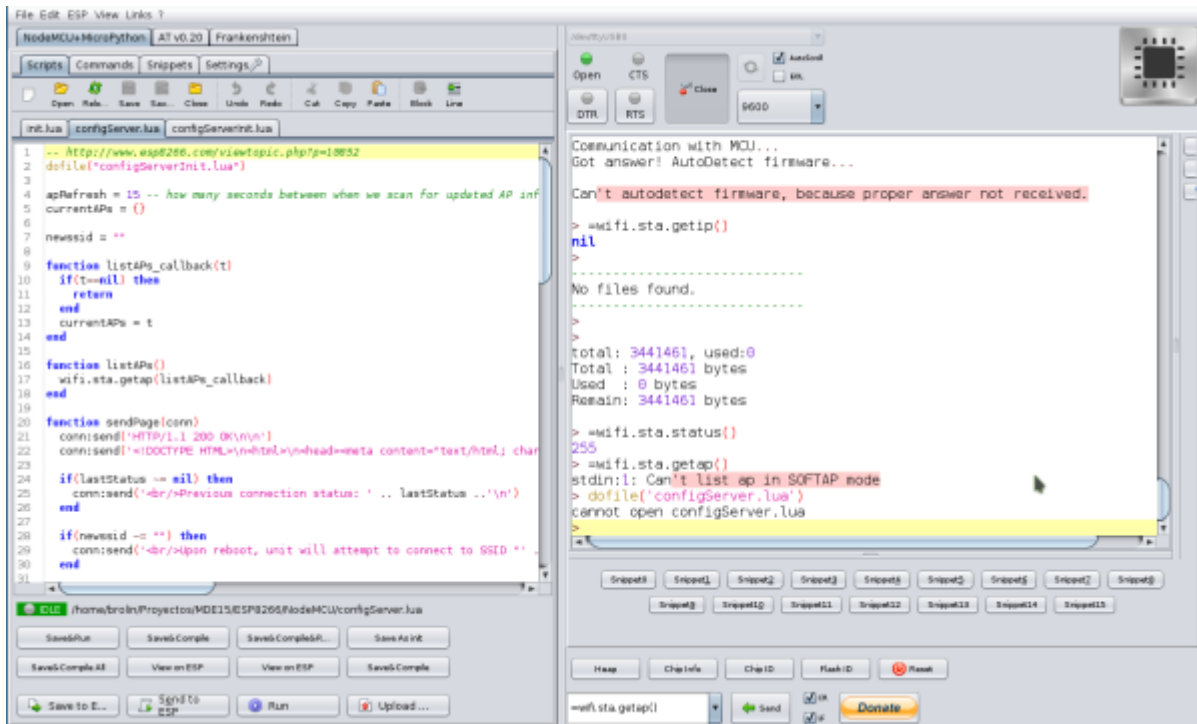 File Edit ESP View Links ?
NodeMCU+MicroPython AT v0.20 Frankenshtein
Scripts Commands Snippets Settings
Open Rele... Save Sav... Close Undo Redo Cut Copy Paste Block Line
init.lua configServer.lua configServerInit.lua
1 -- http://www.esp8266.com/viewtopic.php?p=10852
2 dofile("configServerInit.lua")
3
4 apRefresh = 15 -- how many seconds between when we scan for updated AP inf
5 currentAPs = {}
6
7 newssid = ""
8
9 function listAPs_callback(t)
10 if(t==nil) then
11 return
12 end
13 currentAPs = t
14 end
15
16 function listAPs()
17 wifi.sta.getap(listAPs_callback)
18 end
19
20 function sendPage(conn)
21 conn:send('HTTP/1.1 200 OK\n\n')
22 conn:send('<!DOCTYPE HTML>\n<html>\n<head><meta content="text/html; char
23
24 if(lastStatus ~= nil) then
25 conn:send('<br/>Previous connection status: ' .. lastStatus ..'\n')
26 end
27
28 if(newssid ~= "") then
29 conn:send('<br/>Upon reboot, unit will attempt to connect to SSID "' .
30 end
31
IDLE /home/brolin/Proyectos/MDE15/ESP8266/NodeMCU/configServer.lua
Save&Run Save&Compile Save&Compile&R... Save As init
Save&Compile All View on ESP View on ESP Save&Compile
Save to E... Send to ESP Run Upload ...
Open CTS Close AutoScroll
EOL
DTR RTS 9600
Communication with MCU...
Got answer! AutoDetect firmware...
Can't autodetect firmware, because proper answer not received.
> =wifi.sta.getip()
nil
>
----------------------------
No files found.
----------------------------
>
>
total: 3441461, used:0
Total : 3441461 bytes
Used : 0 bytes
Remain: 3441461 bytes
> =wifi.sta.status()
255
> =wifi.sta.getap()
stdin:1: Can't list ap in SOFTAP mode
> dofile('configServer.lua')
cannot open configServer.lua
>
Snippet0 Snippet1 Snippet2 Snippet3 Snippet4 Snippet5 Snippet6 Snippet7 Snippet8
Snippet9 Snippet10 Snippet11 Snippet12 Snippet13 Snippet14 Snippet15
Heap Chip Info Chip ID Flash ID Reset
=wifi.sta.getap() Send CR LF Donate